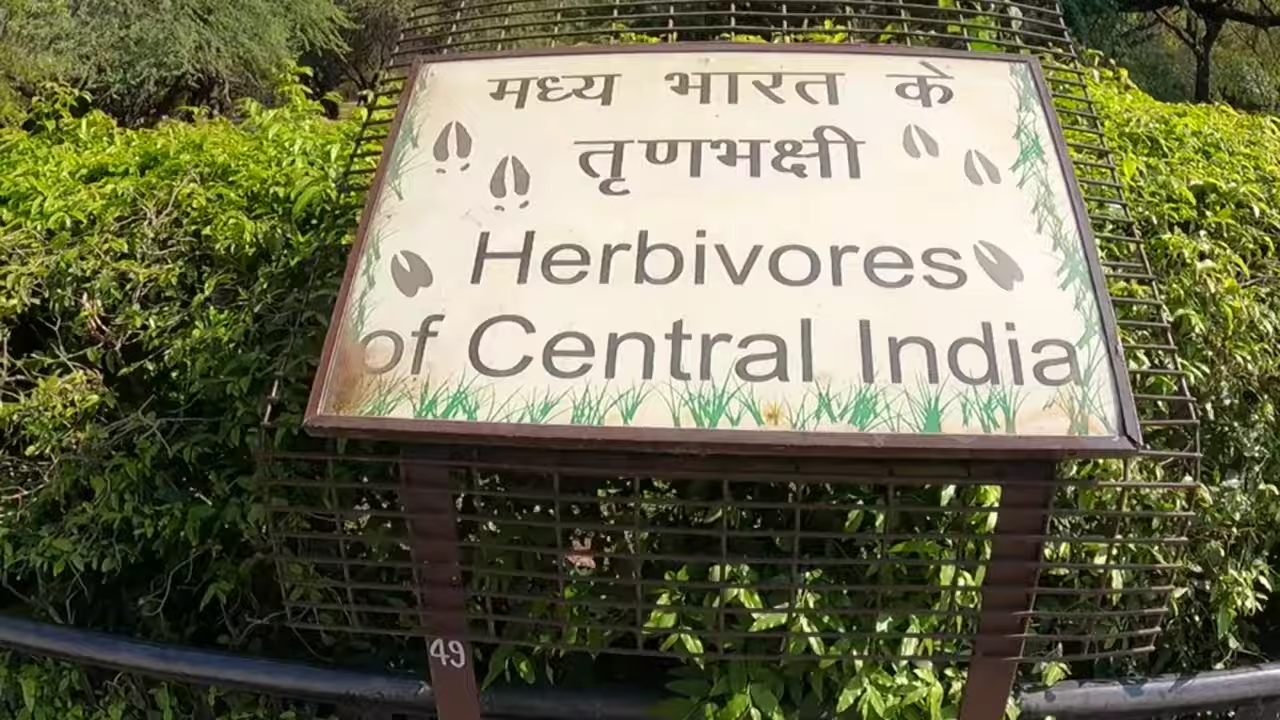 मध्य भारत के
तृणभक्षी
Herbivores
of Central India
49